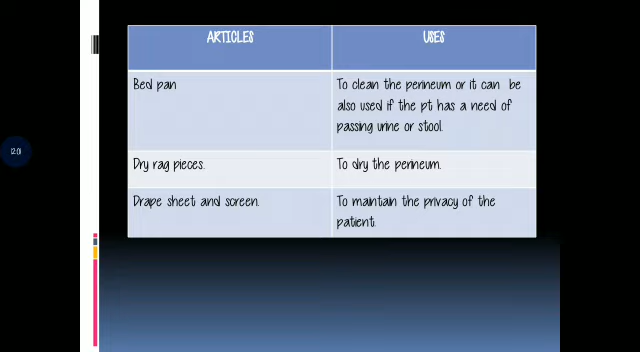 ARTICLES
USES
Bed pan
To clean the perineum or it can be
also used if the pt has a need of
passing urine or stool.
Dry rag pieces.
To dry the perineum.
Drape sheet and screen.
To maintain the privacy of the
patient.